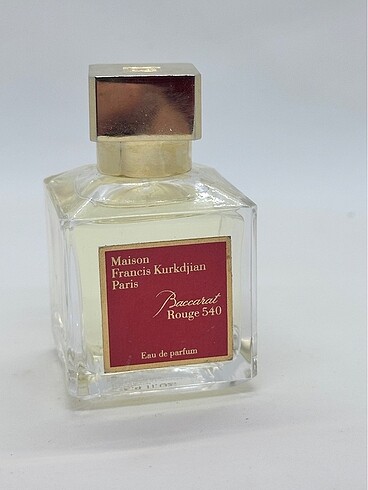 Maison
Francis Kurkdjian
Paris
Baccarat
Rouge 540
Eau de parfum